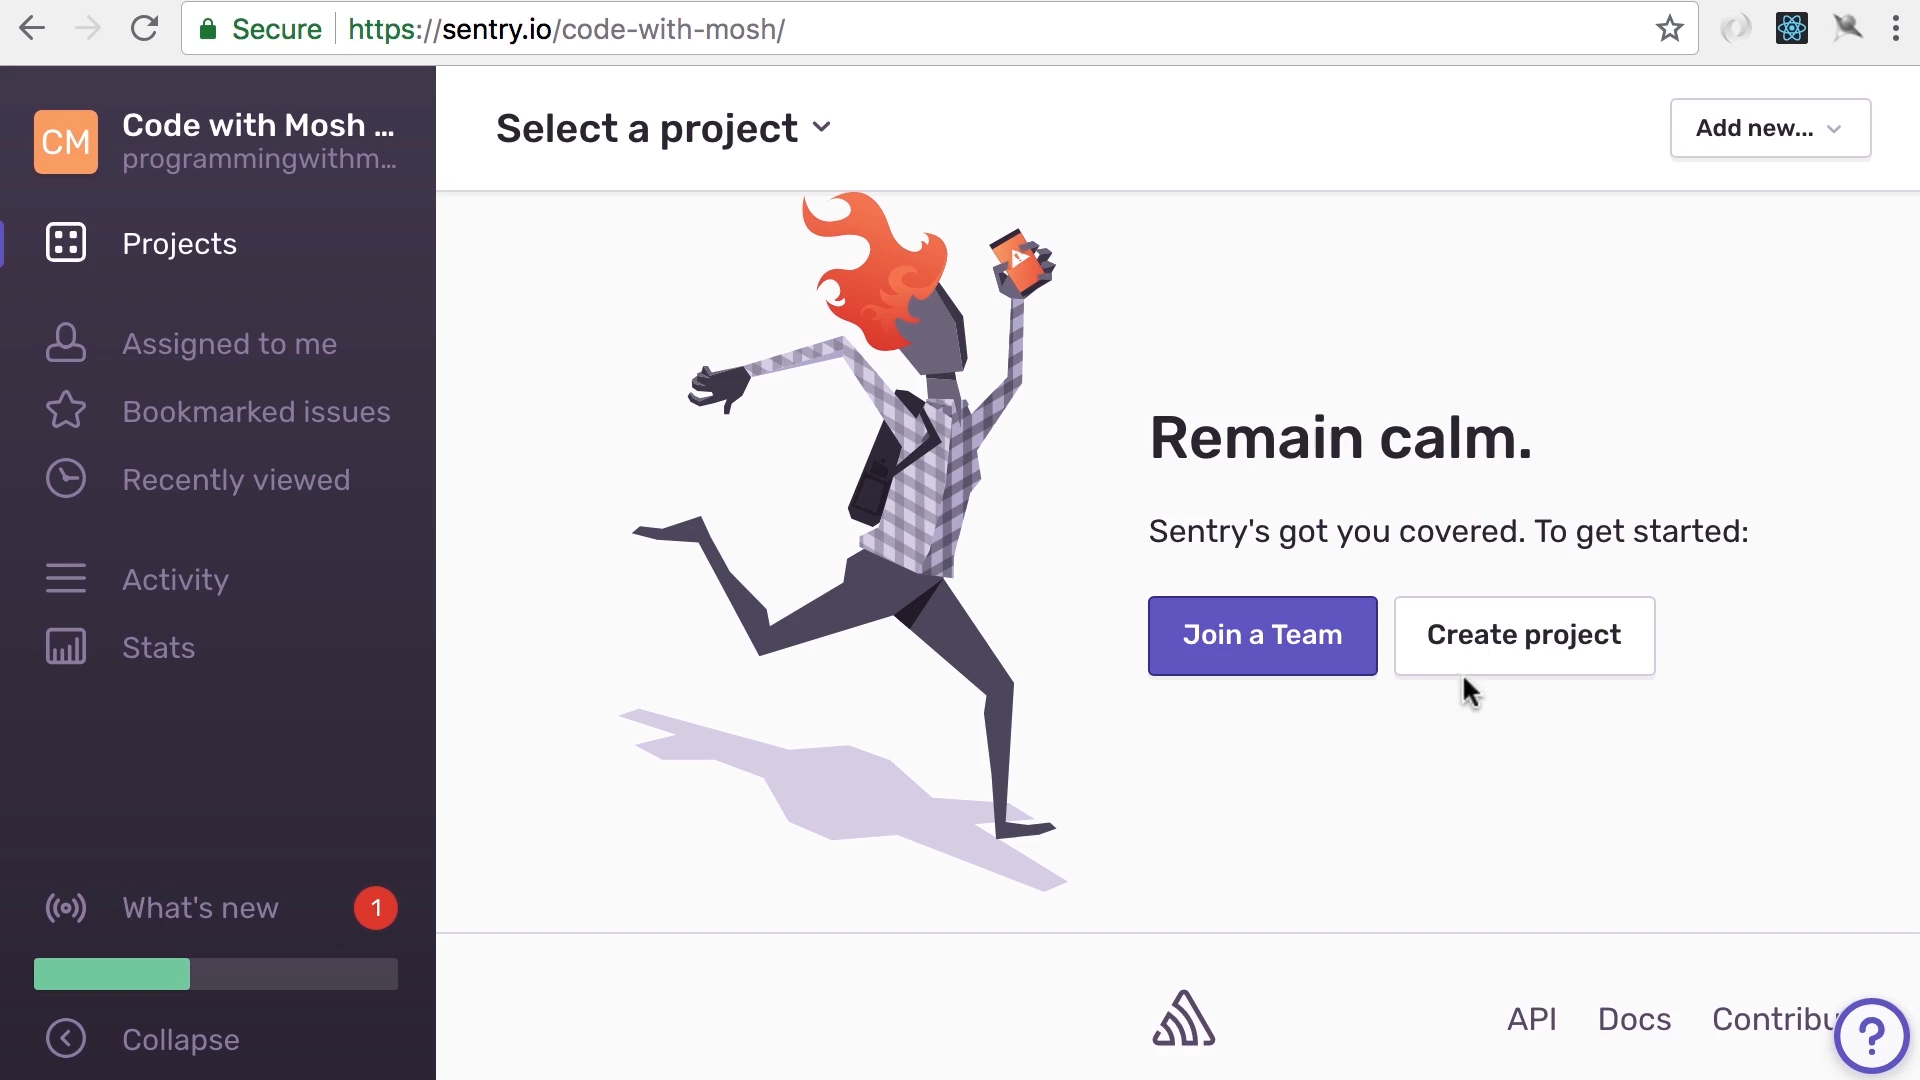 Secure
https://sentry.io/code-with-mosh/
CM
Code with Mosh ...
programmingwithm...
Projects
Assigned to me
Bookmarked issues
Recently viewed
Activity
Stats
What's new
1
Collapse
Select a project
Add new...
Remain calm.
Sentry's got you covered. To get started:
Join a Team
Create project
API
Docs
Contribu
?